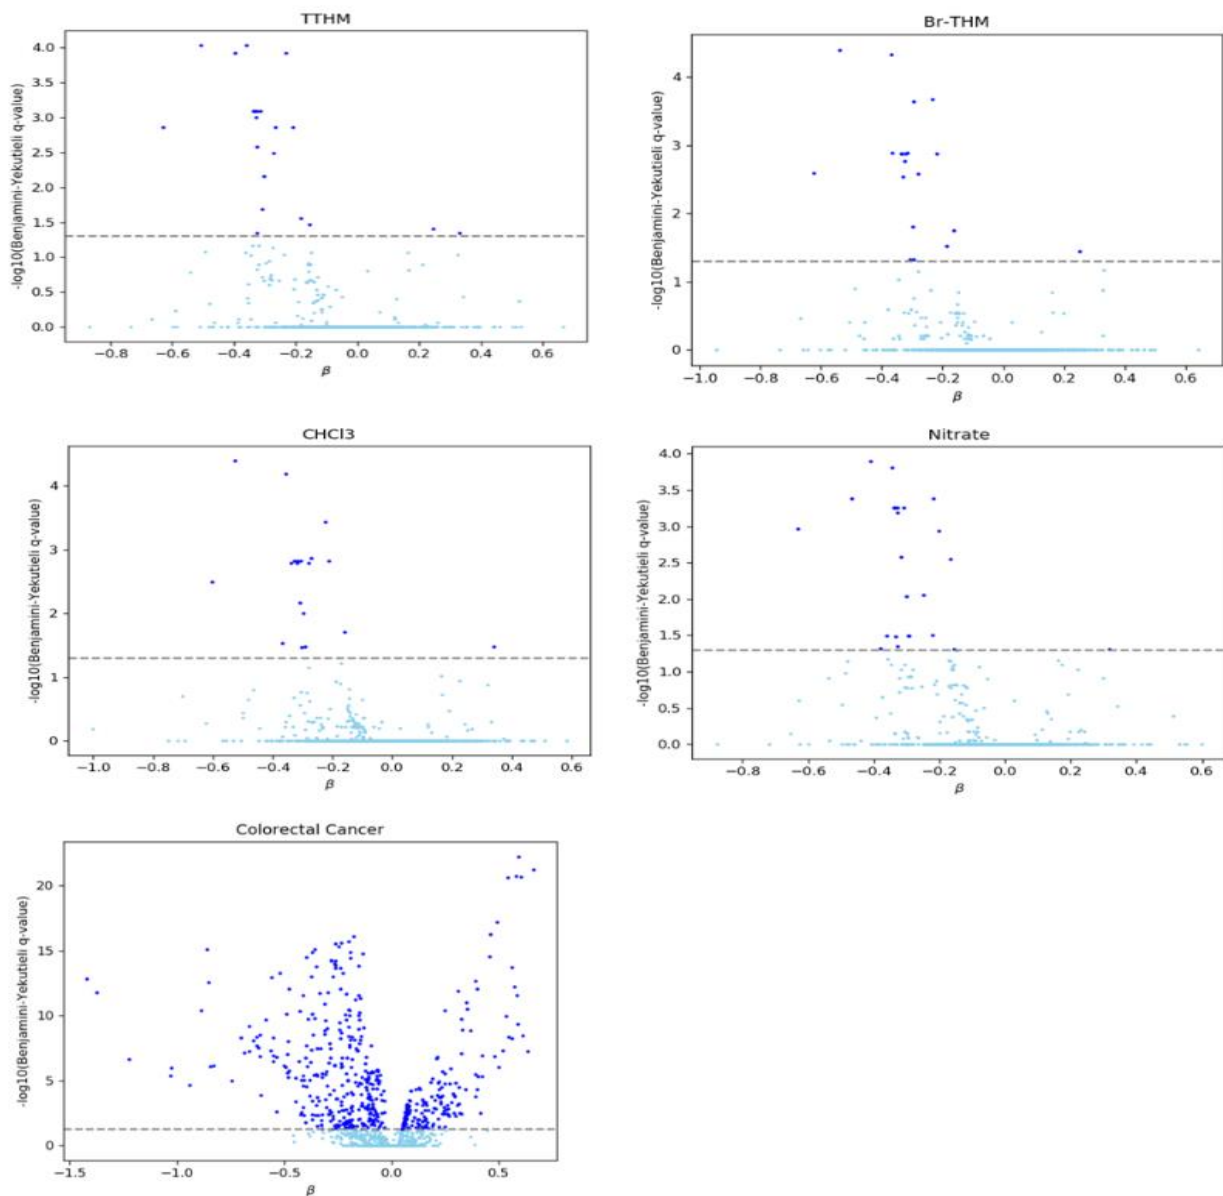 TTHM
-log10(Benjamini-Yekutieli q-value)
4.0
3.5
3.0
2.5
2.0
1.5
1.0
0.5
0.0
−0.8 −0.6 −0.4 −0.2 0.0 0.2 0.4 0.6
β
Br-THM
-log10(Benjamini-Yekutieli q-value)
4
3
2
1
0
−1.0 −0.8 −0.6 −0.4 −0.2 0.0 0.2 0.4 0.6
β
CHCl3
-log10(Benjamini-Yekutieli q-value)
4
3
2
1
0
−1.0 −0.8 −0.6 −0.4 −0.2 0.0 0.2 0.4 0.6
β
Nitrate
-log10(Benjamini-Yekutieli q-value)
4.0
3.5
3.0
2.5
2.0
1.5
1.0
0.5
0.0
−0.8 −0.6 −0.4 −0.2 0.0 0.2 0.4 0.6
β
Colorectal Cancer
-log10(Benjamini-Yekutieli q-value)
20
15
10
5
0
−1.5 −1.0 −0.5 0.0 0.5
β